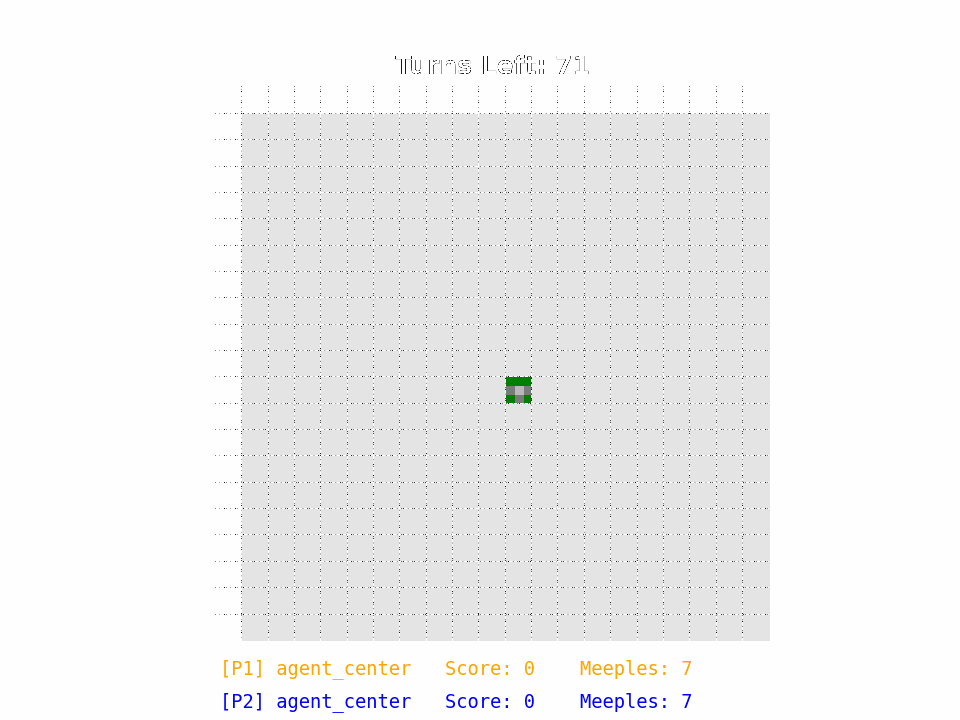 Turns Left: 71
[P1] agent_center Score: 0 Meeples: 7
[P2] agent_center Score: 0 Meeples: 7